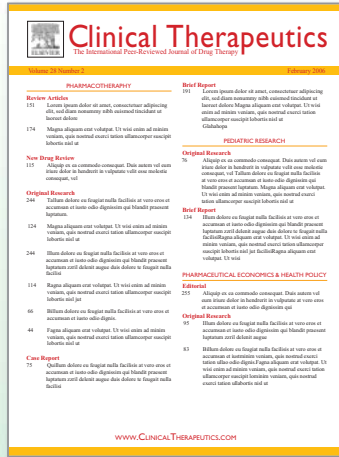 ELSEVIER
Clinical Therapeutics
The International Peer-Reviewed Journal of Drug Therapy
Volume 28 Number 2
February 2006
PHARMACOTHERAPY
Review Articles
151 Lorem ipsum dolor sit amet, consectetuer adipiscing
elit, sed diam nonummy nibh euismod tincidunt ut
laoreet dolore
174 Magna aliquam erat volutpat. Ut wisi enim ad minim
veniam, quis nostrud exerci tation ullamcorper suscipit
lobortis nisl ut
New Drug Review
115 Aliquip ex ea commodo consequat. Duis autem vel eum
iriure dolor in hendrerit in vulputate velit esse molestie
consequat, vel
Original Research
244 Tallum dolore eu feugiat nulla facilisis at vero eros et
accumsan et iusto odio dignissim qui blandit praesent
luptatum.
124 Magna aliquam erat volutpat. Ut wisi enim ad minim
veniam, quis nostrud exerci tation ullamcorper suscipit
lobortis nisl ut
244 Illum dolore eu feugiat nulla facilisis at vero eros et
accumsan et iusto odio dignissim qui blandit praesent
luptatum zzril delenit augue duis dolore te feugait nulla
facilisi
114 Ragna aliquam erat volutpat. Ut wisi enim ad minim
veniam, quis nostrud exerci tation ullamcorper suscipit
lobortis nisl jet
66 Billum dolore eu feugiat nulla facilisis at vero eros et
accumsan et iusto odio dignis.
44 Fagna aliquam erat volutpat. Ut wisi enim ad minim
veniam, quis nostrud exerci tation ullamcorper suscipit
lobortis nisl at
Case Report
75 Quillum dolore eu feugiat nulla facilisis at vero eros et
accumsan et iusto odio dignissim qui blandit praesent
luptatum zzril delenit augue duis dolore te feugait nulla
facilisi
Brief Report
191 Lorem ipsum dolor sit amet, consectetuer adipiscing
elit, sed diam nonummy nibh euismod tincidunt ut
laoreet dolore Magna aliquam erat volutpat. Ut wisi
enim ad minim veniam, quis nostrud exerci tation
ullamcorper suscipit lobortis nisl ut
Gluhahopa
PEDIATRIC RESEARCH
Original Research
76 Aliquip ex ea commodo consequat. Duis autem vel eum
iriure dolor in hendrerit in vulputate velit esse molestie
consequat, vel Tallum dolore eu feugiat nulla facilisis
at vero eros et accumsan et iusto odio dignissim qui
blandit praesent luptatum. Magna aliquam erat volutpat.
Ut wisi enim ad minim veniam, quis nostrud exerci
tation ullamcorper suscipit lobortis nisl ut
Brief Report
134 Illum dolore eu feugiat nulla facilisis at vero eros et
accumsan et iusto odio dignissim qui blandit praesent
luptatum zzril delenit augue duis dolore te feugait nulla
facilisiRagna aliquam erat volutpat. Ut wisi enim ad
minim veniam, quis nostrud exerci tation ullamcorper
suscipit lobortis nisl jet facilisiRagna aliquam erat
volutpat. Ut wisi
PHARMACEUTICAL ECONOMICS & HEALTH POLICY
Editorial
255 Aliquip ex ea commodo consequat. Duis autem vel
eum iriure dolor in hendrerit in vulputate at vero eros
et accumsan et iusto odio dignissim qui
Original Research
95 Illum dolore eu feugiat nulla facilisis at vero eros et
accumsan et iusto odio dignissim qui blandit praesent
luptatum zzril delenit augue
83 Billum dolore eu feugiat nulla facilisis at vero eros et
accumsan et iustminim veniam, quis nostrud exerci
tation ullao odio dignis.Fagna aliquam erat volutpat. Ut
wisi enim ad minim veniam, quis nostrud exerci tation
ullamcorper suscipit lominim veniam, quis nostrud
exerci tation ullabortis nisl ut
WWW.CLINICALTHERAPEUTICS.COM